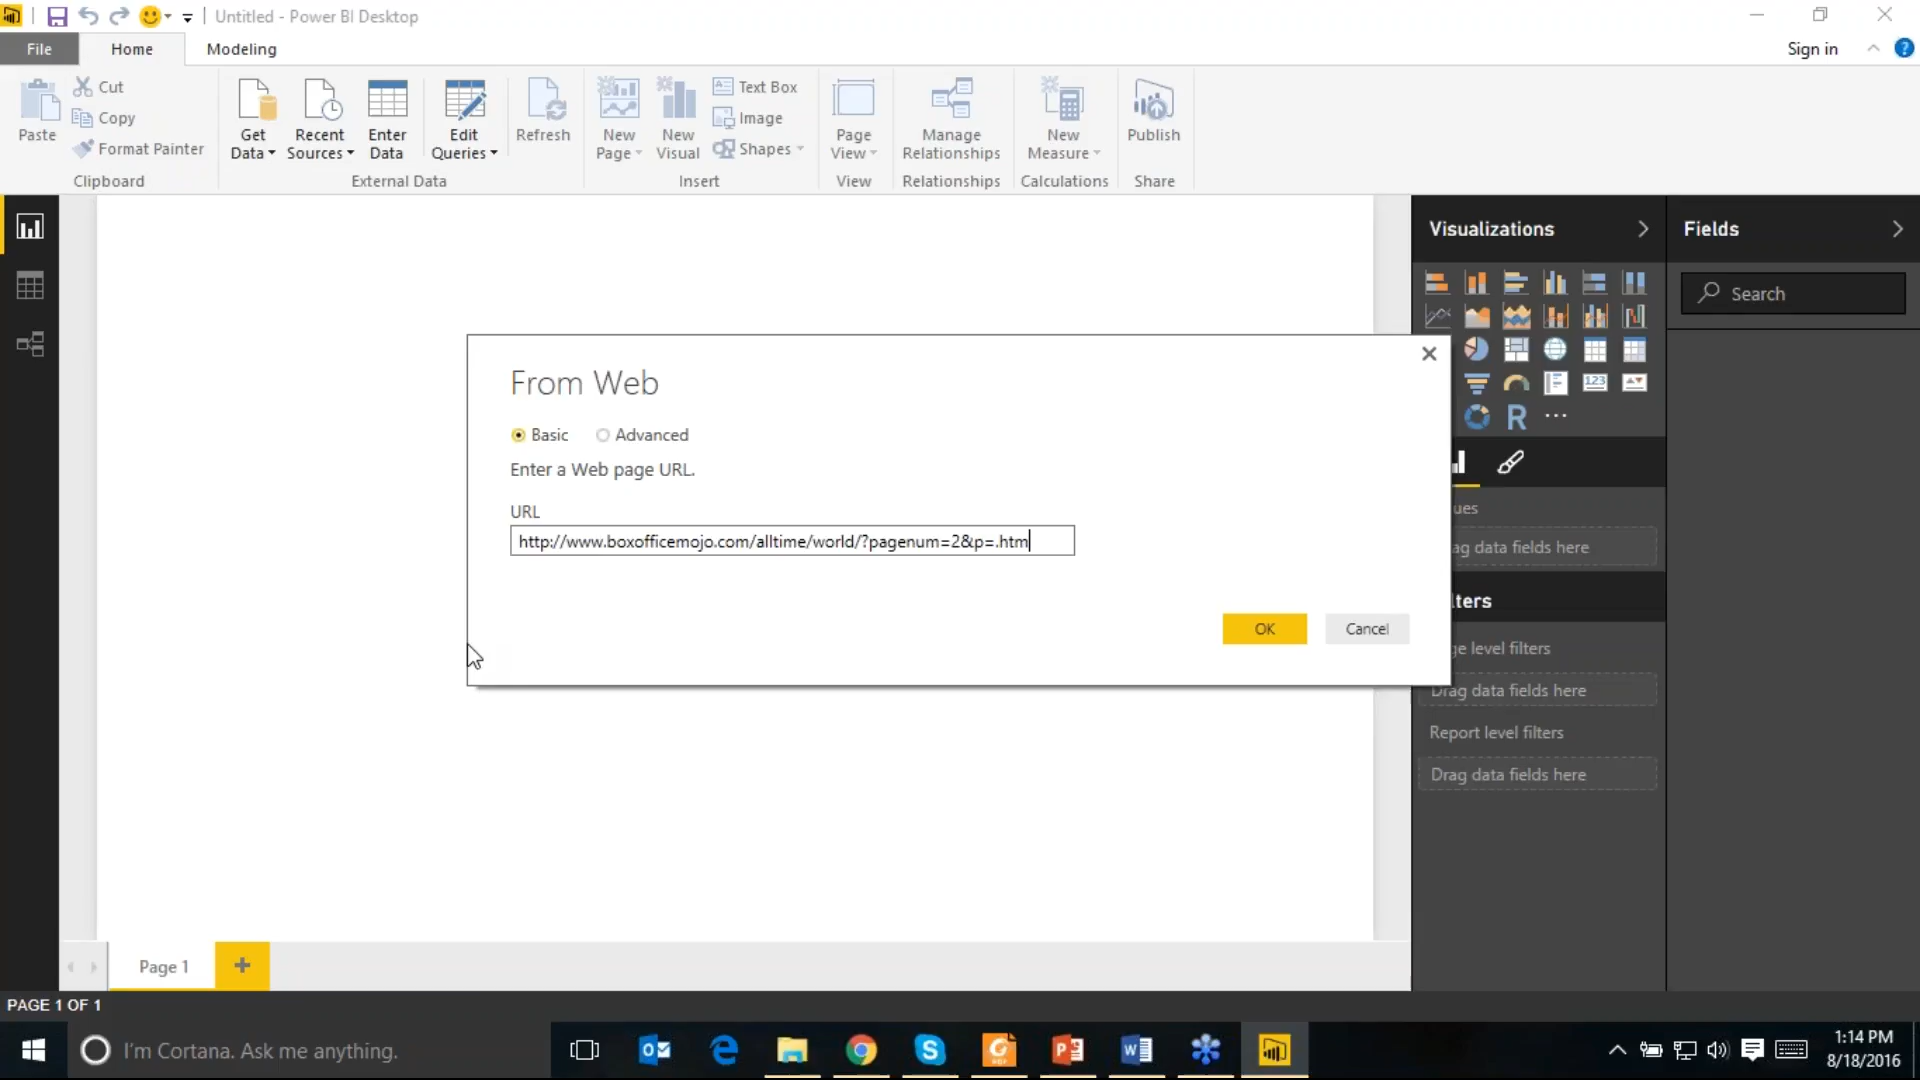 Untitled - Power BI Desktop
File
Home
Modeling
Sign in
Paste
Cut
Copy
Format Painter
Clipboard
Get Data
Recent Sources
Enter Data
Edit Queries
External Data
Refresh
New Page
New Visual
Text Box
Image
Shapes
Insert
Page View
View
Manage Relationships
Relationships
New Measure
Calculations
Publish
Share
Visualizations
Fields
Search
R
123
From Web
Basic
Advanced
Enter a Web page URL.
URL
http://www.boxofficemojo.com/alltime/world/?pagenum=2&p=.htm
OK
Cancel
ues
ag data fields here
lters
ge level filters
Drag data fields here
Report level filters
Drag data fields here
Page 1
+
PAGE 1 OF 1
I'm Cortana. Ask me anything.
1:14 PM
8/18/2016